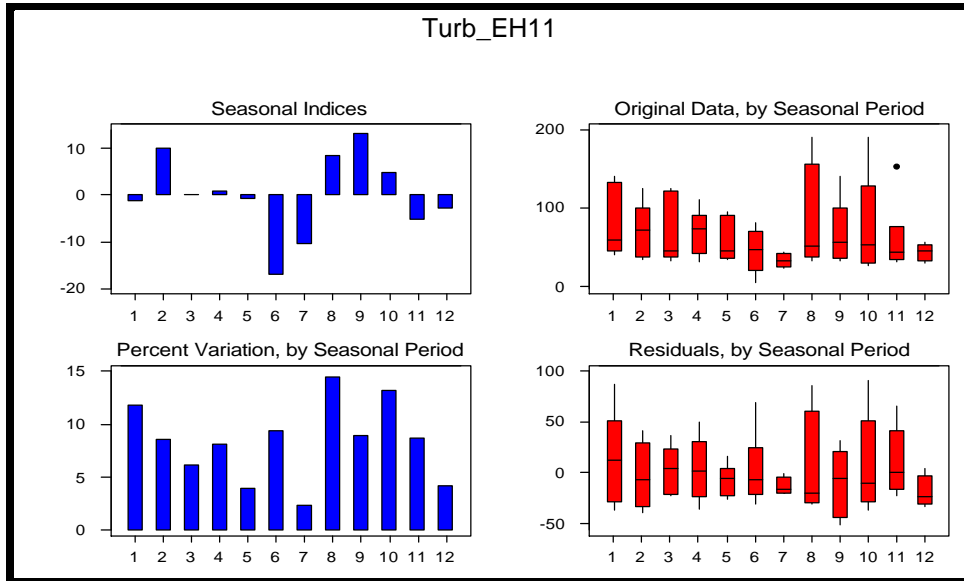 Turb_EH11
Seasonal Indices
10
0
-10
-20
1 2 3 4 5 6 7 8 9 10 11 12
Original Data, by Seasonal Period
200
100
0
1 2 3 4 5 6 7 8 9 10 11 12
Percent Variation, by Seasonal Period
15
10
5
0
1 2 3 4 5 6 7 8 9 10 11 12
Residuals, by Seasonal Period
100
50
0
-50
1 2 3 4 5 6 7 8 9 10 11 12